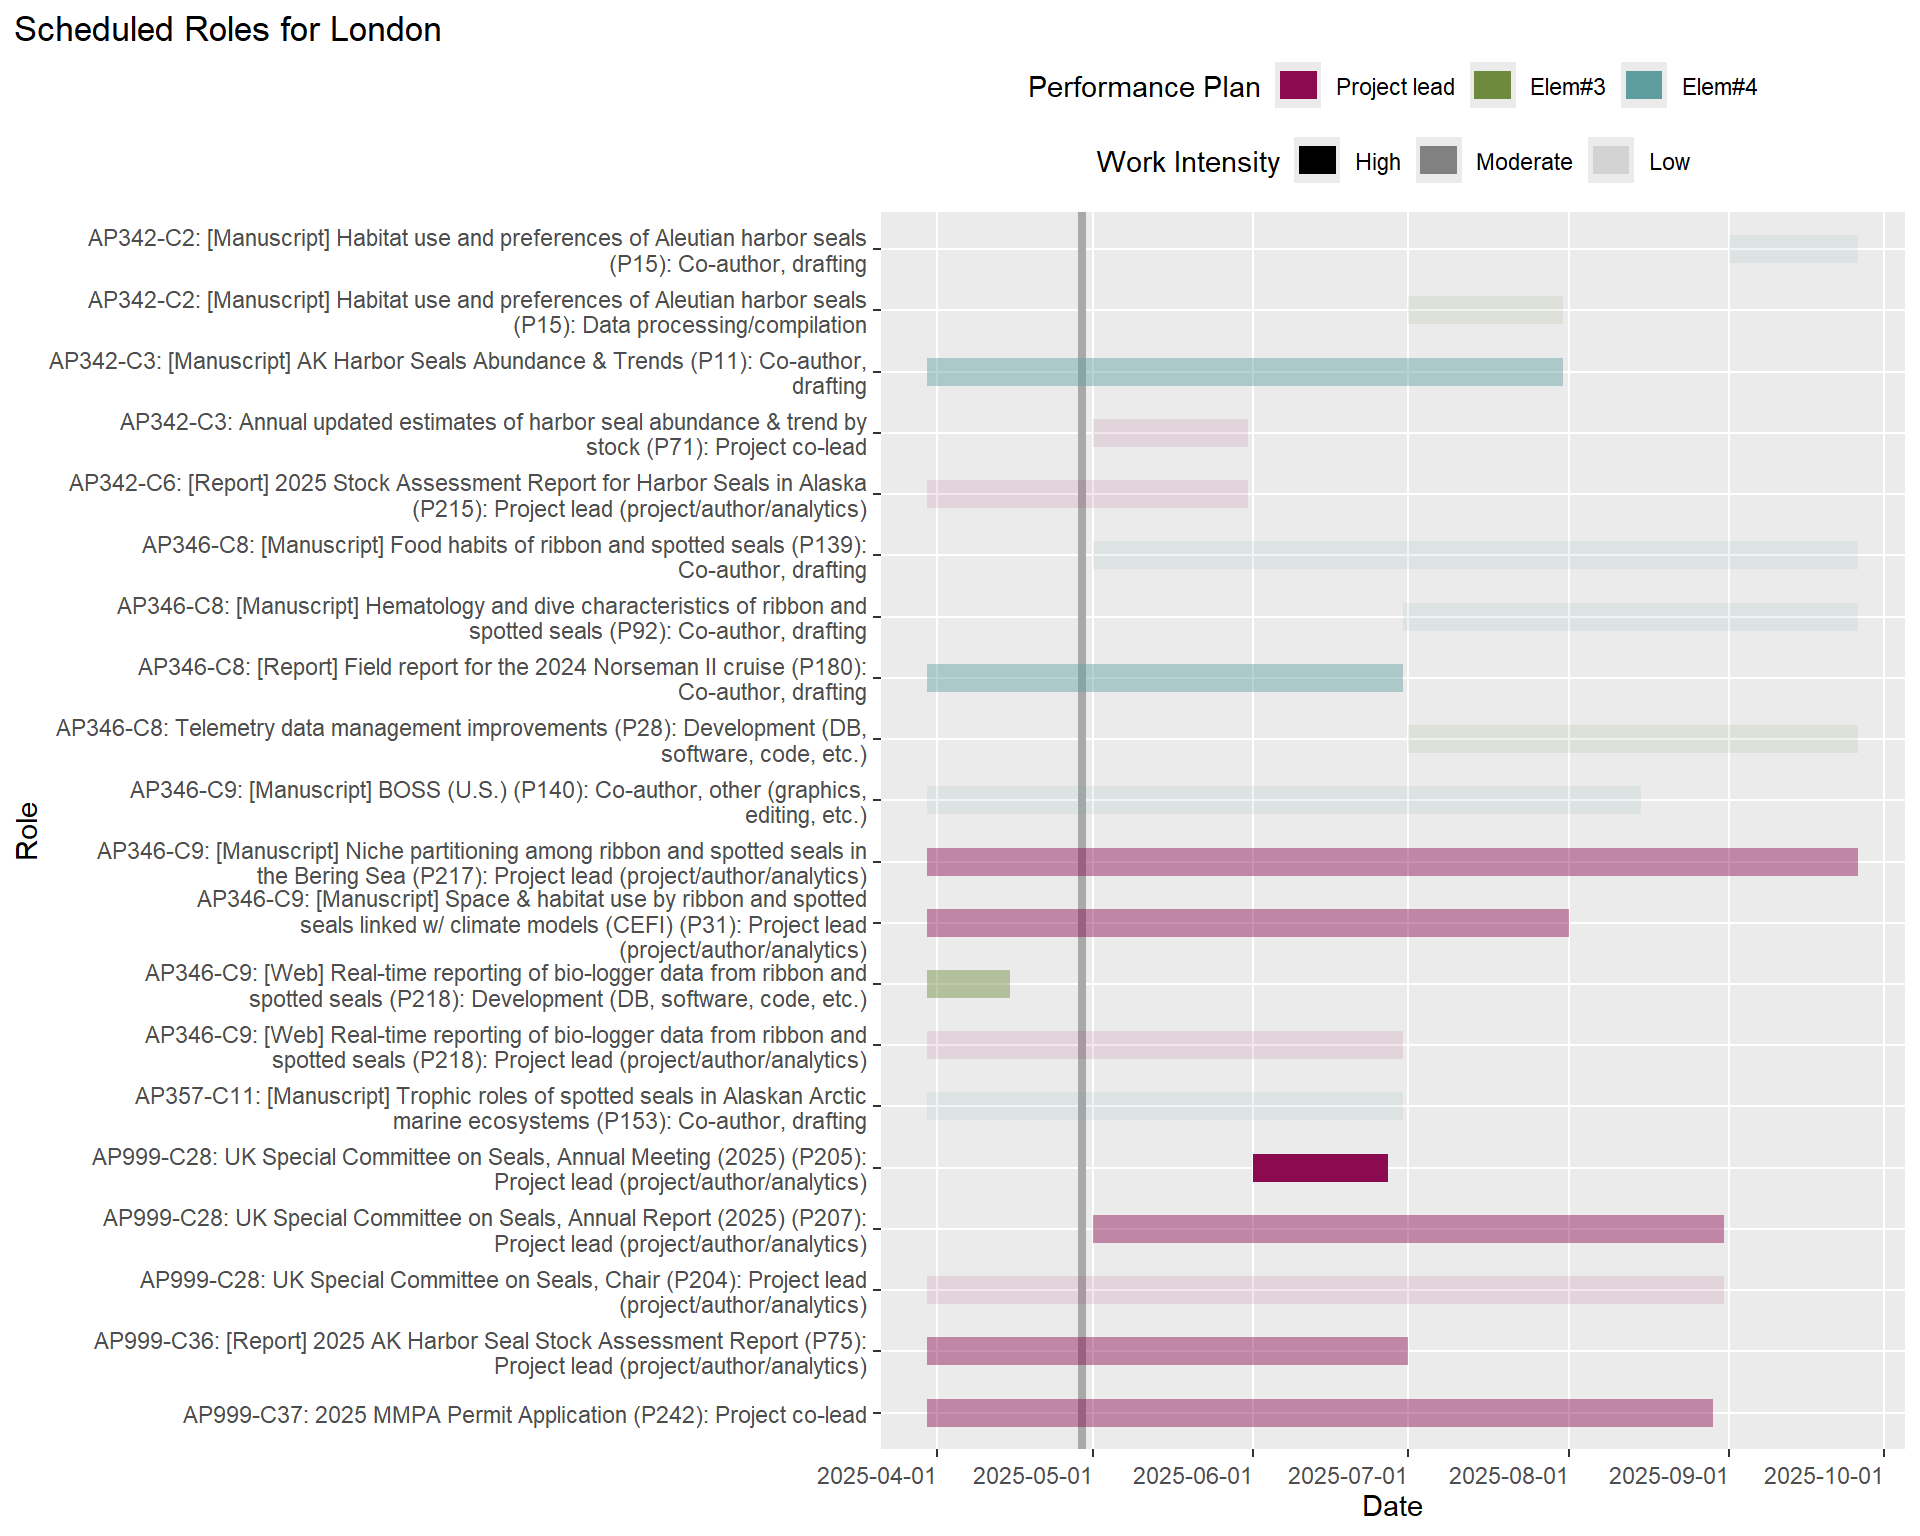 Scheduled Roles for London
Performance Plan Project lead Elem#3 Elem#4
Work Intensity High Moderate Low
AP342-C2: [Manuscript] Habitat use and preferences of Aleutian harbor seals
(P15): Co-author, drafting
AP342-C2: [Manuscript] Habitat use and preferences of Aleutian harbor seals
(P15): Data processing/compilation
AP342-C3: [Manuscript] AK Harbor Seals Abundance & Trends (P11): Co-author,
drafting
AP342-C3: Annual updated estimates of harbor seal abundance & trend by
stock (P71): Project co-lead
AP342-C6: [Report] 2025 Stock Assessment Report for Harbor Seals in Alaska
(P215): Project lead (project/author/analytics)
AP346-C8: [Manuscript] Food habits of ribbon and spotted seals (P139):
Co-author, drafting
AP346-C8: [Manuscript] Hematology and dive characteristics of ribbon and
spotted seals (P92): Co-author, drafting
AP346-C8: [Report] Field report for the 2024 Norseman II cruise (P180):
Co-author, drafting
AP346-C8: Telemetry data management improvements (P28): Development (DB,
software, code, etc.)
AP346-C9: [Manuscript] BOSS (U.S.) (P140): Co-author, other (graphics,
editing, etc.)
AP346-C9: [Manuscript] Niche partitioning among ribbon and spotted seals in
the Bering Sea (P217): Project lead (project/author/analytics)
AP346-C9: [Manuscript] Space & habitat use by ribbon and spotted
seals linked w/ climate models (CEFI) (P31): Project lead
(project/author/analytics)
AP346-C9: [Web] Real-time reporting of bio-logger data from ribbon and
spotted seals (P218): Development (DB, software, code, etc.)
AP346-C9: [Web] Real-time reporting of bio-logger data from ribbon and
spotted seals (P218): Project lead (project/author/analytics)
AP357-C11: [Manuscript] Trophic roles of spotted seals in Alaskan Arctic
marine ecosystems (P153): Co-author, drafting
AP999-C28: UK Special Committee on Seals, Annual Meeting (2025) (P205):
Project lead (project/author/analytics)
AP999-C28: UK Special Committee on Seals, Annual Report (2025) (P207):
Project lead (project/author/analytics)
AP999-C28: UK Special Committee on Seals, Chair (P204): Project lead
(project/author/analytics)
AP999-C36: [Report] 2025 AK Harbor Seal Stock Assessment Report (P75):
Project lead (project/author/analytics)
AP999-C37: 2025 MMPA Permit Application (P242): Project co-lead
Role
2025-04-01 2025-05-01 2025-06-01 2025-07-01 2025-08-01 2025-09-01 2025-10-01
Date